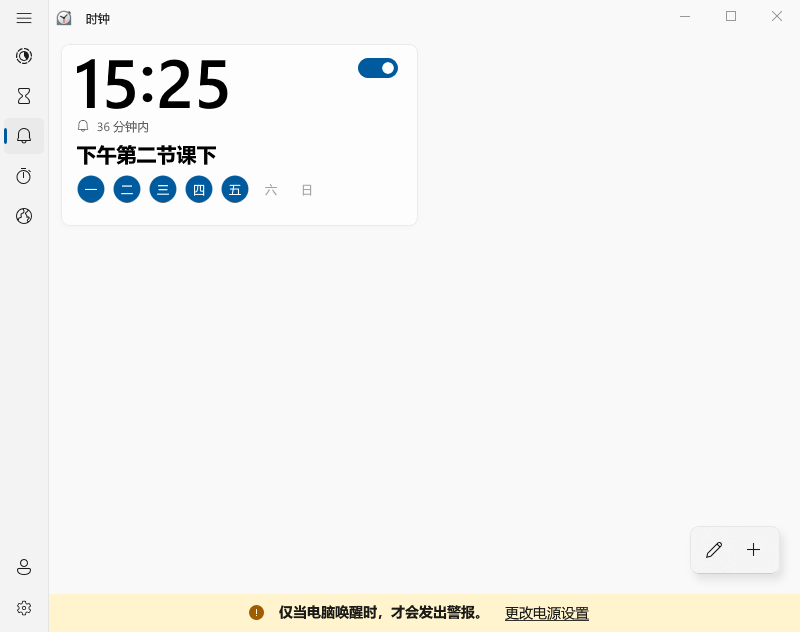 时钟
15:25
36 分钟内
下午第二节课下
一 二 三 四 五 六 日
仅当电脑唤醒时，才会发出警报。 更改电源设置